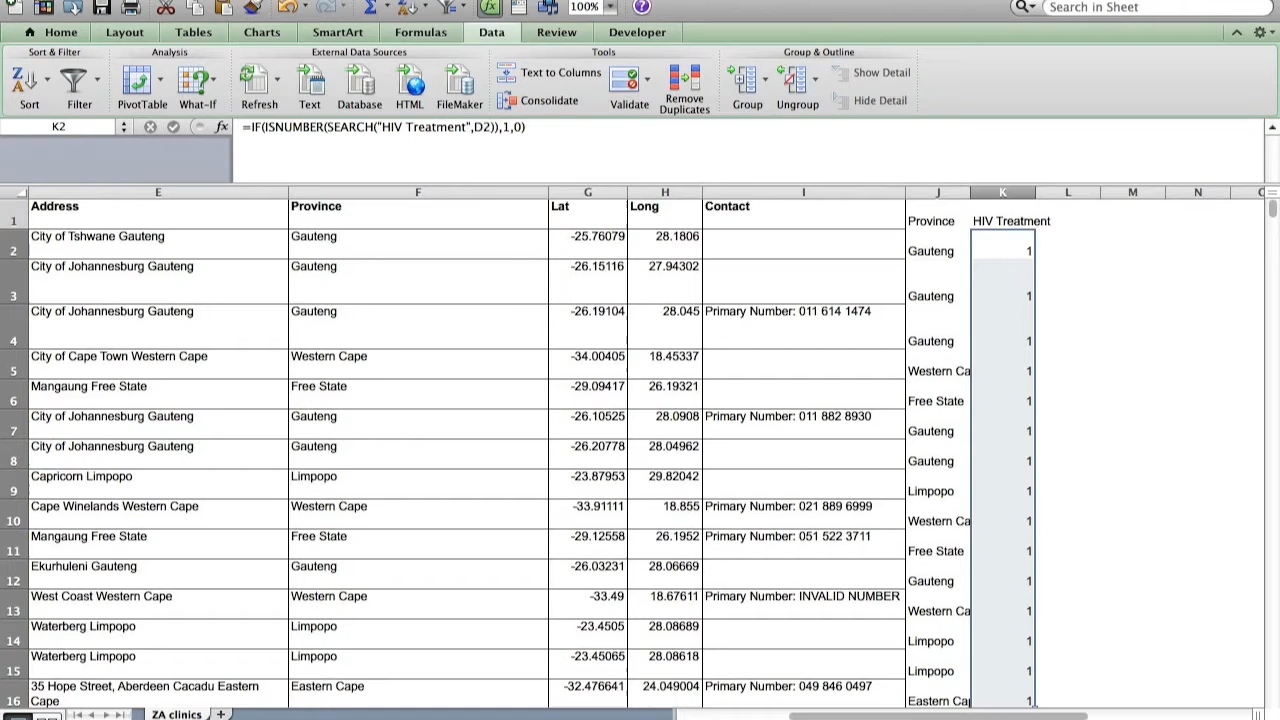 100%
Search in Sheet
Home Layout Tables Charts SmartArt Formulas Data Review Developer
Sort & Filter Analysis External Data Sources Tools Group & Outline
Text to Columns
Show Detail
Consolidate
Hide Detail
Sort Filter PivotTable What-If Refresh Text Database HTML FileMaker Validate Remove Duplicates Group Ungroup
K2 fx =IF(ISNUMBER(SEARCH("HIV Treatment",D2)),1,0)
E F G H I J K L M N
1 Address Province Lat Long Contact Province HIV Treatment
2 City of Tshwane Gauteng Gauteng -25.76079 28.1806 Gauteng 1
3 City of Johannesburg Gauteng Gauteng -26.15116 27.94302 Gauteng 1
4 City of Johannesburg Gauteng Gauteng -26.19104 28.045 Primary Number: 011 614 1474 Gauteng 1
5 City of Cape Town Western Cape Western Cape -34.00405 18.45337 Western Ca 1
6 Mangaung Free State Free State -29.09417 26.19321 Free State 1
7 City of Johannesburg Gauteng Gauteng -26.10525 28.0908 Primary Number: 011 882 8930 Gauteng 1
8 City of Johannesburg Gauteng Gauteng -26.20778 28.04962 Gauteng 1
9 Capricorn Limpopo Limpopo -23.87953 29.82042 Limpopo 1
10 Cape Winelands Western Cape Western Cape -33.91111 18.855 Primary Number: 021 889 6999 Western Ca 1
11 Mangaung Free State Free State -29.12558 26.1952 Primary Number: 051 522 3711 Free State 1
12 Ekurhuleni Gauteng Gauteng -26.03231 28.06669 Gauteng 1
13 West Coast Western Cape Western Cape -33.49 18.67611 Primary Number: INVALID NUMBER Western Ca 1
14 Waterberg Limpopo Limpopo -23.4505 28.08689 Limpopo 1
15 Waterberg Limpopo Limpopo -23.45065 28.08618 Limpopo 1
16 35 Hope Street, Aberdeen Cacadu Eastern Cape Eastern Cape -32.476641 24.049004 Primary Number: 049 846 0497 Eastern Ca 1
ZA clinics